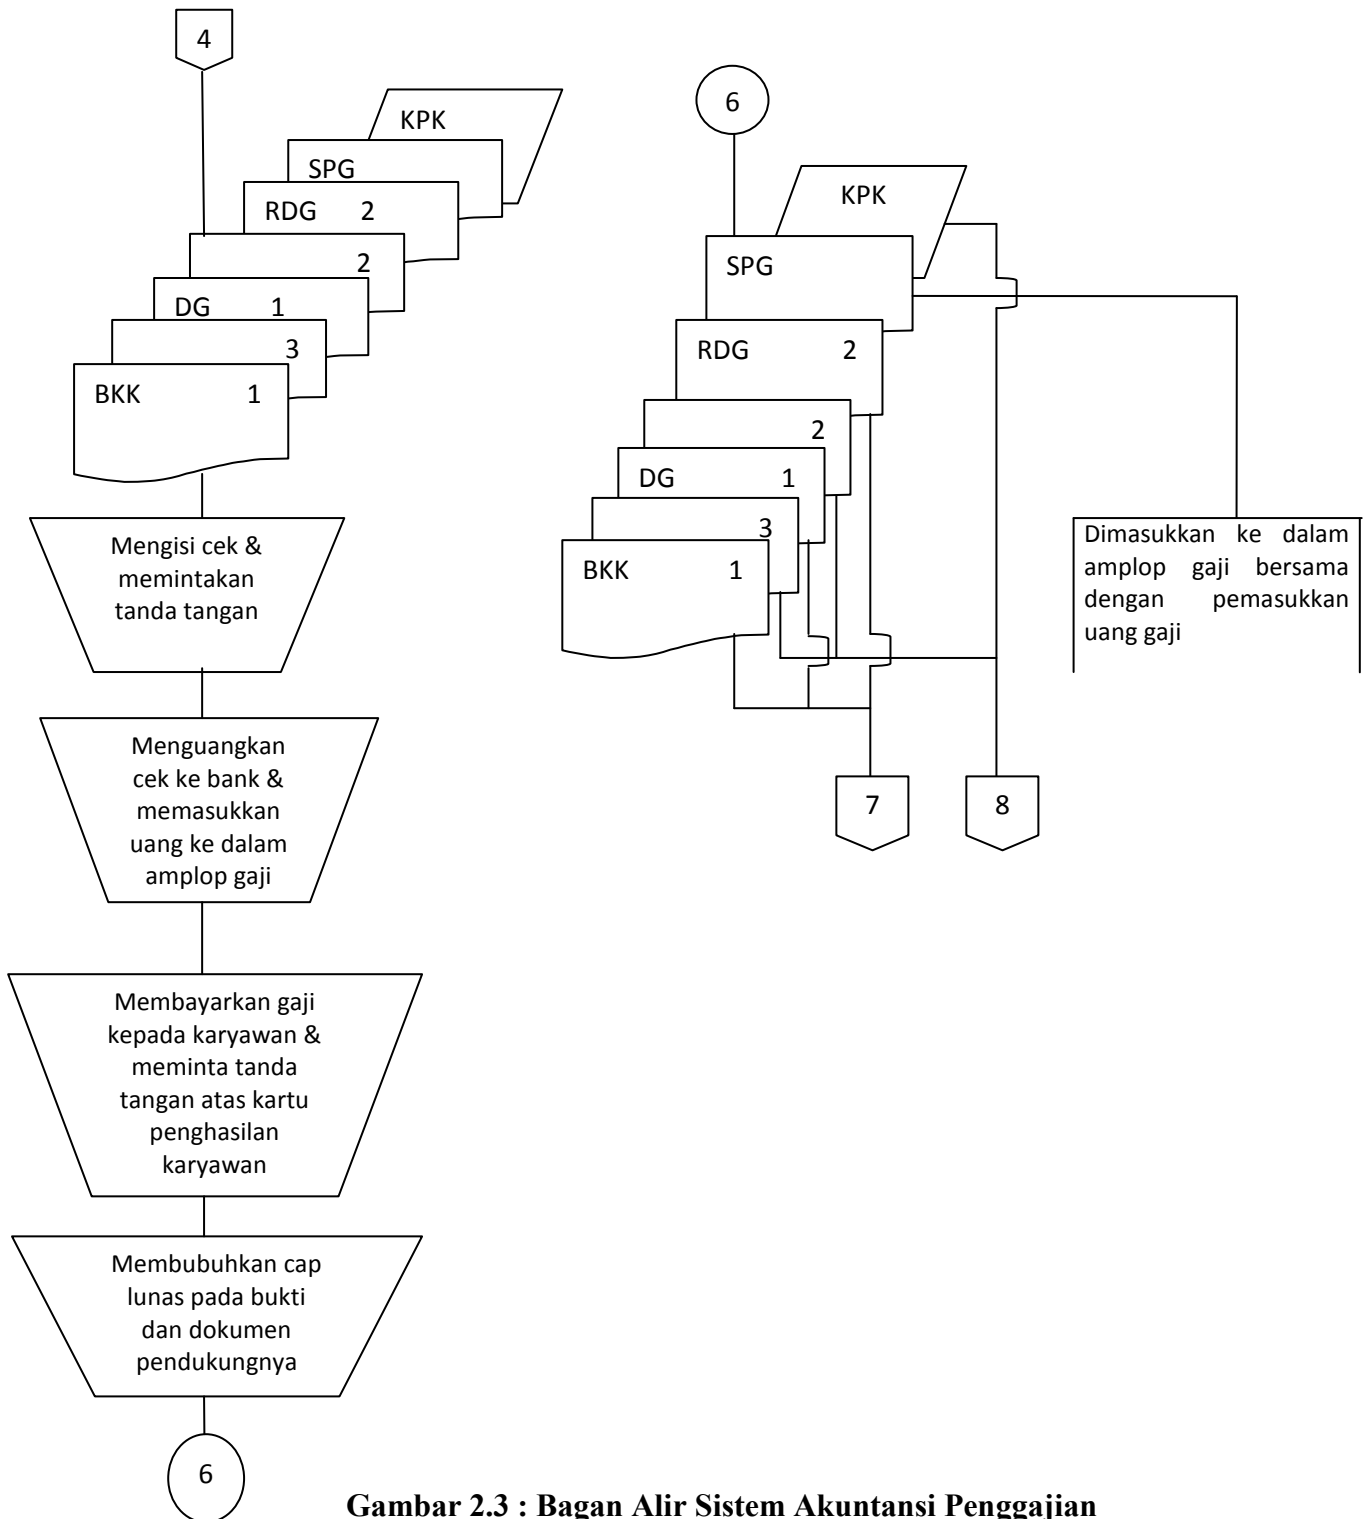 4
KPK
SPG
RDG 2
2
DG 1
3
BKK 1
Mengisi cek &
memintakan
tanda tangan
Menguangkan
cek ke bank &
memasukkan
uang ke dalam
amplop gaji
Membayarkan gaji
kepada karyawan &
meminta tanda
tangan atas kartu
penghasilan
karyawan
Membubuhkan cap
lunas pada bukti
dan dokumen
pendukungnya
6
6
KPK
SPG
RDG 2
2
DG 1
3
BKK 1
Dimasukkan ke dalam
amplop gaji bersama
dengan pemasukkan
uang gaji
7
8
Gambar 2.3 : Bagan Alir Sistem Akuntansi Penggajian